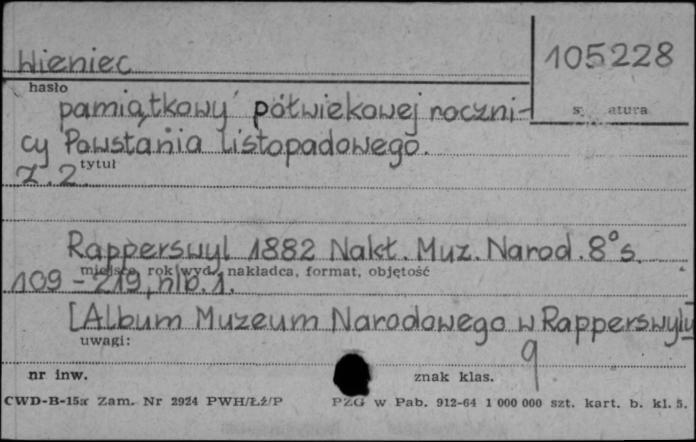 Wieniec
105228
hasło
pamiątkowy półwiekowej roczni-
cy Powstania Listopadowego.
tytuł
Z. 2
Rapperswyl 1882 Nakł. Muz. Narod. 8° s.
miejsce, rok wyd., nakładca, format, objętość
109-219, nlb. 1.
[Album Muzeum Narodowego w Rapperswylu
uwagi:
9
nr inw. znak klas.
CWD-B-15a Zam. Nr 2924 PWH/Łź/P PZG w Pab. 912-64 1 000 000 szt. kart. b. kl. 5.